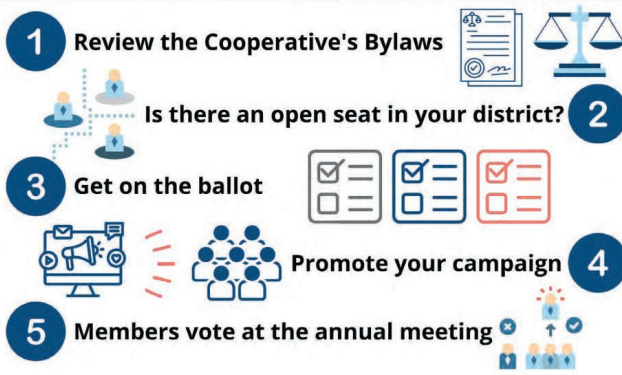 1 Review the Cooperative's Bylaws
Is there an open seat in your district? 2
3 Get on the ballot
Promote your campaign 4
5 Members vote at the annual meeting